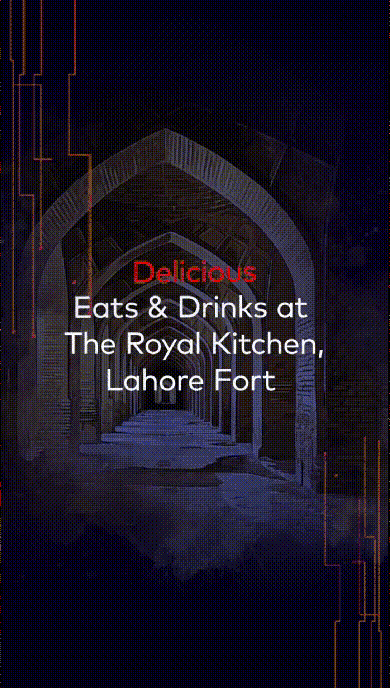 Delicious
Eats & Drinks at
The Royal Kitchen,
Lahore Fort